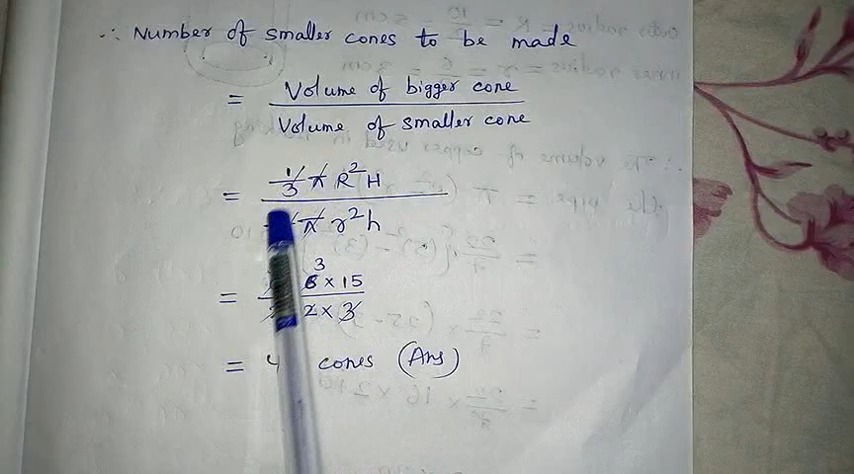 ∴ Number of smaller cones to be made
= Volume of bigger cone
Volume of smaller cone
= 1/3 π R² H
π r² h
= 3
6 × 15
2 × 3
= 4 cones (Ans)